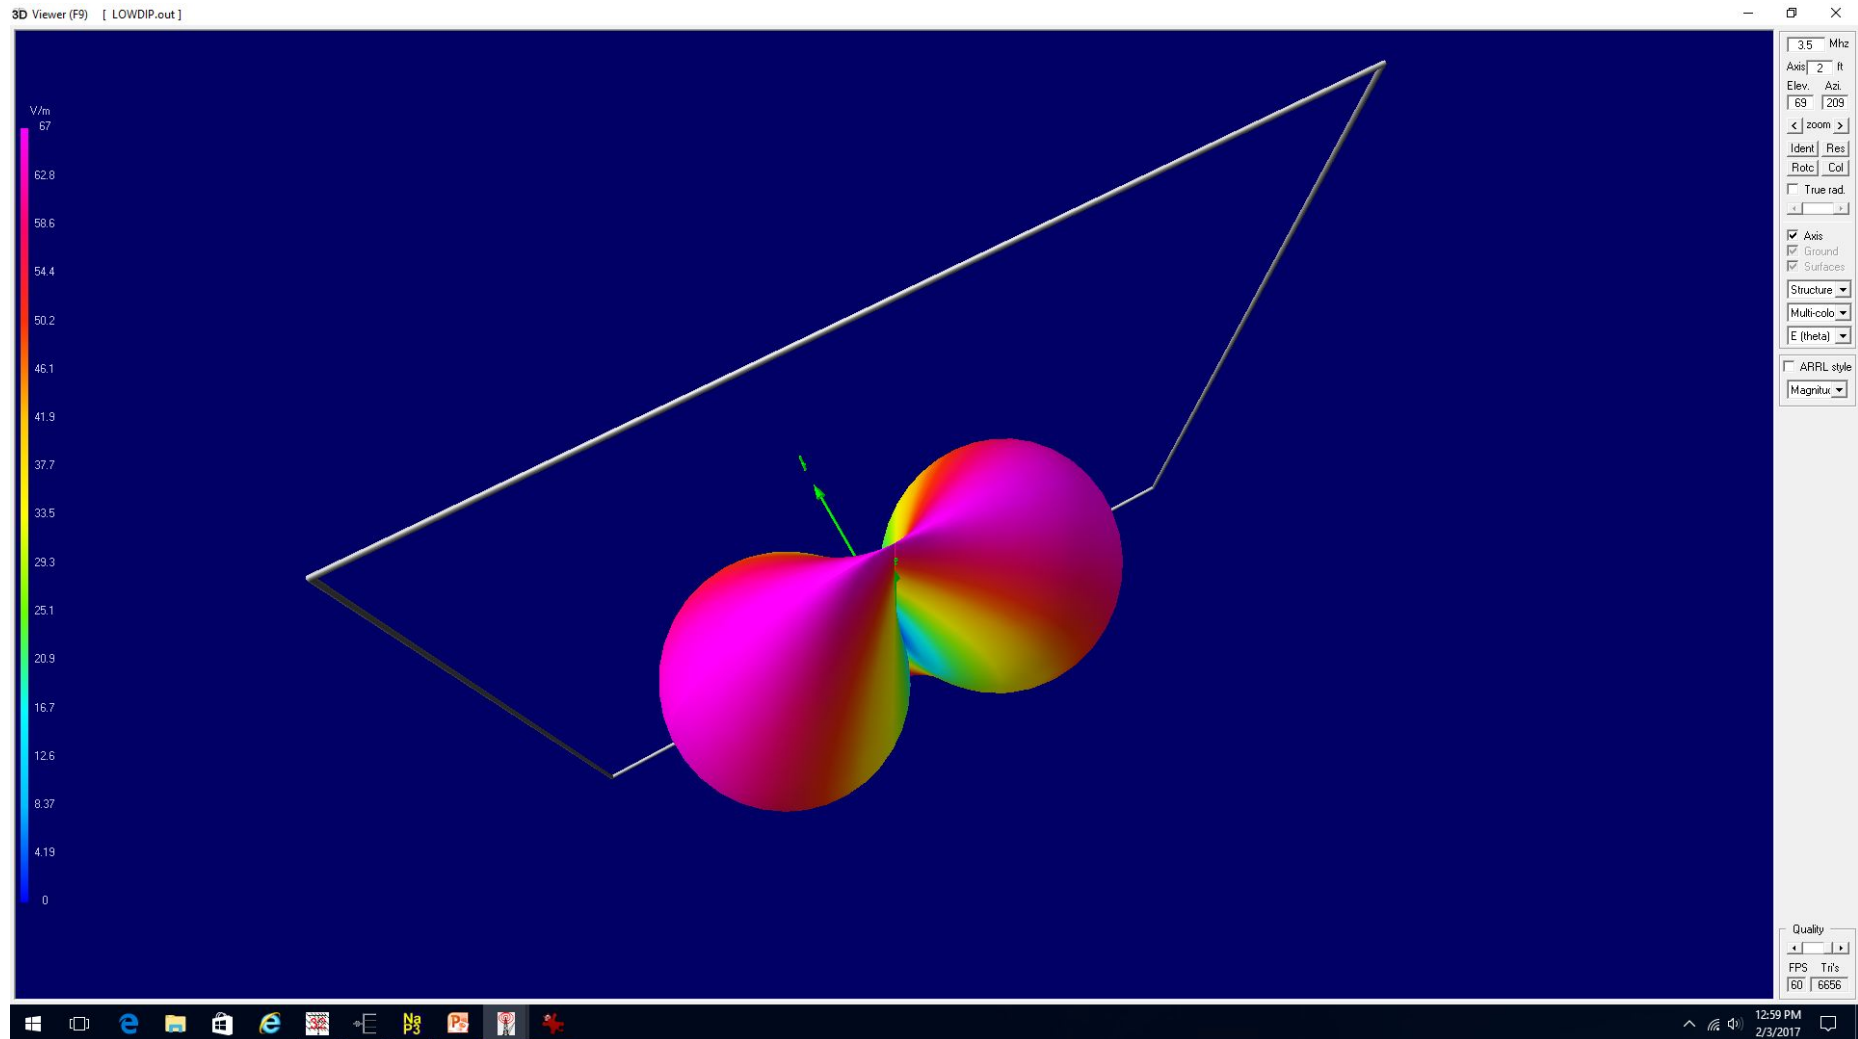 3D Viewer (F9) [ LOWDIP.out ]
V/m
67
62.8
58.6
54.4
50.2
46.1
41.9
37.7
33.5
29.3
25.1
20.9
16.7
12.6
8.37
4.19
0
3.5 Mhz
Axis 2 ft
Elev. Azi.
69 209
< zoom >
Ident Res
Rotc Col
True rad.
Axis
Ground
Surfaces
Structure
Multi-colo
E (theta)
ARRL style
Magnitu
Quality
FPS Tri's
60 6656
Na
P3
12:59 PM
2/3/2017